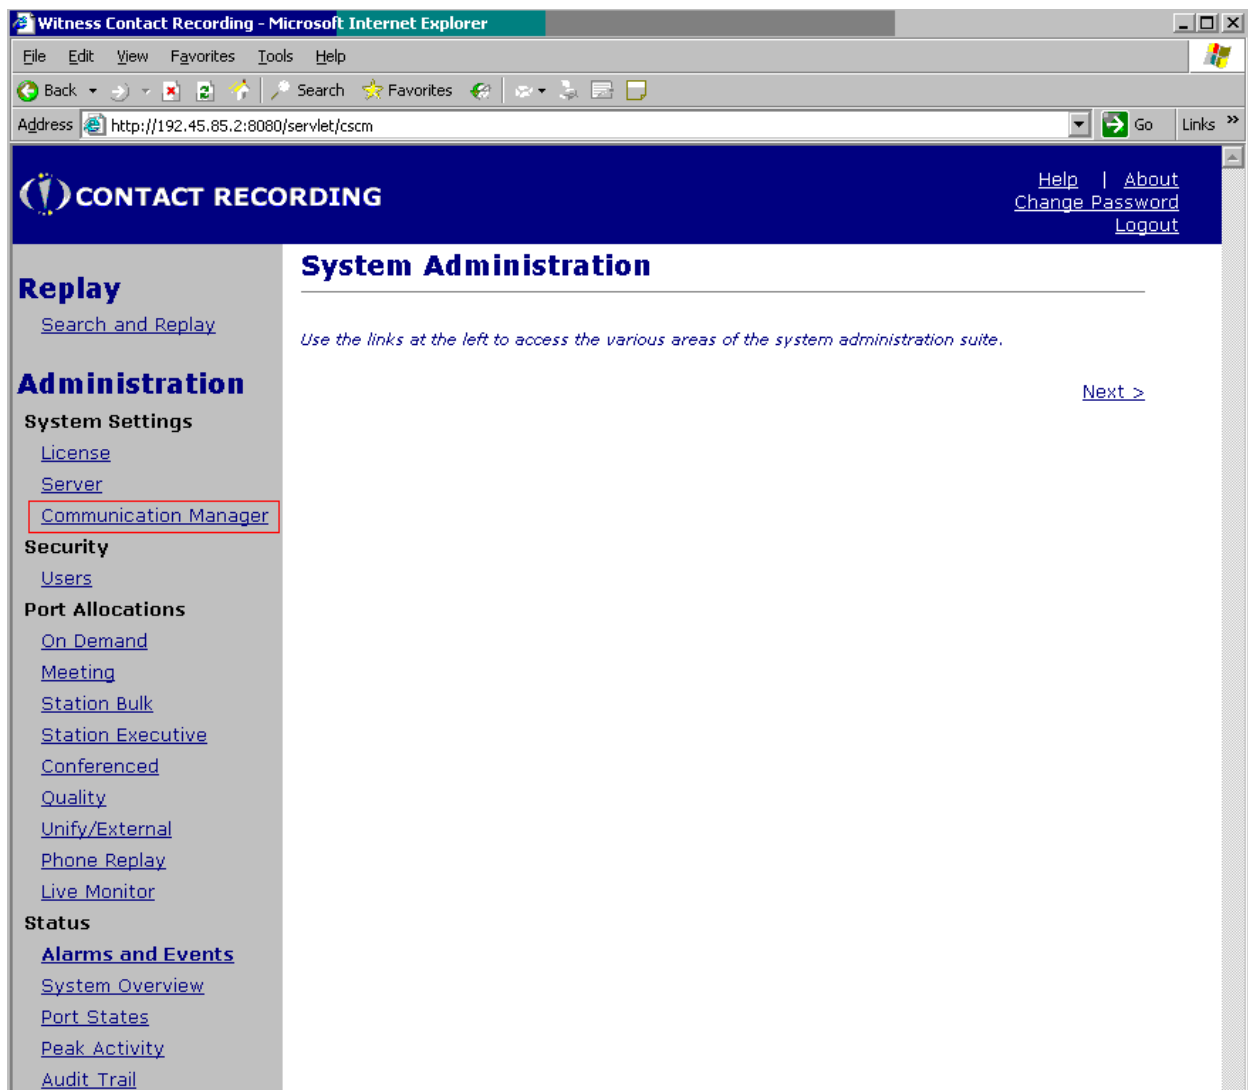 Witness Contact Recording - Microsoft Internet Explorer
File Edit View Favorites Tools Help
Back Search Favorites
Address http://192.45.85.2:8080/servlet/cscm Go Links »
CONTACT RECORDING
Help | About
Change Password
Logout
System Administration
Use the links at the left to access the various areas of the system administration suite.
Next >
Replay
Search and Replay
Administration
System Settings
License
Server
Communication Manager
Security
Users
Port Allocations
On Demand
Meeting
Station Bulk
Station Executive
Conferenced
Quality
Unify/External
Phone Replay
Live Monitor
Status
Alarms and Events
System Overview
Port States
Peak Activity
Audit Trail